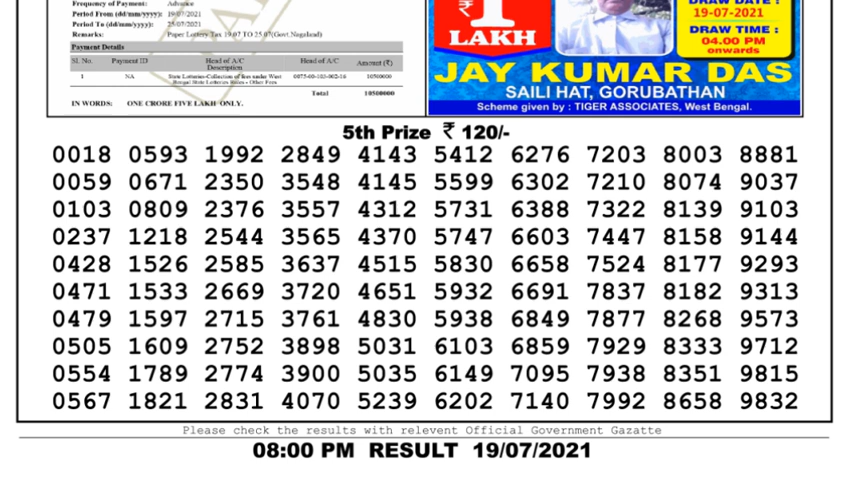 Frequency of Payment: Advance
Period From (dd/mm/yyyy): 19/07/2021
Period To (dd/mm/yyyy): 25/07/2021
Remarks: Paper Lottery Tax 19.07 TO 25.07(Govt.Nagaland)
Payment Details
Sl. No. Payment ID Head of A/C Description Head of A/C Amount (₹)
1 NA State Lotteries-Collection of fees under West Bengal State Lotteries Rules - Other Fees 0075-00-103-002-16 10500000
Total 10500000
IN WORDS: ONE CRORE FIVE LAKH ONLY.
₹ 1
LAKH
DRAW DATE :
19-07-2021
DRAW TIME :
04.00 PM
onwards
JAY KUMAR DAS
SAILI HAT, GORUBATHAN
Scheme given by : TIGER ASSOCIATES, West Bengal.
5th Prize ₹ 120/-
0018 0593 1992 2849 4143 5412 6276 7203 8003 8881
0059 0671 2350 3548 4145 5599 6302 7210 8074 9037
0103 0809 2376 3557 4312 5731 6388 7322 8139 9103
0237 1218 2544 3565 4370 5747 6603 7447 8158 9144
0428 1526 2585 3637 4515 5830 6658 7524 8177 9293
0471 1533 2669 3720 4651 5932 6691 7837 8182 9313
0479 1597 2715 3761 4830 5938 6849 7877 8268 9573
0505 1609 2752 3898 5031 6103 6859 7929 8333 9712
0554 1789 2774 3900 5035 6149 7095 7938 8351 9815
0567 1821 2831 4070 5239 6202 7140 7992 8658 9832
Please check the results with relevent Official Government Gazatte
08:00 PM RESULT 19/07/2021